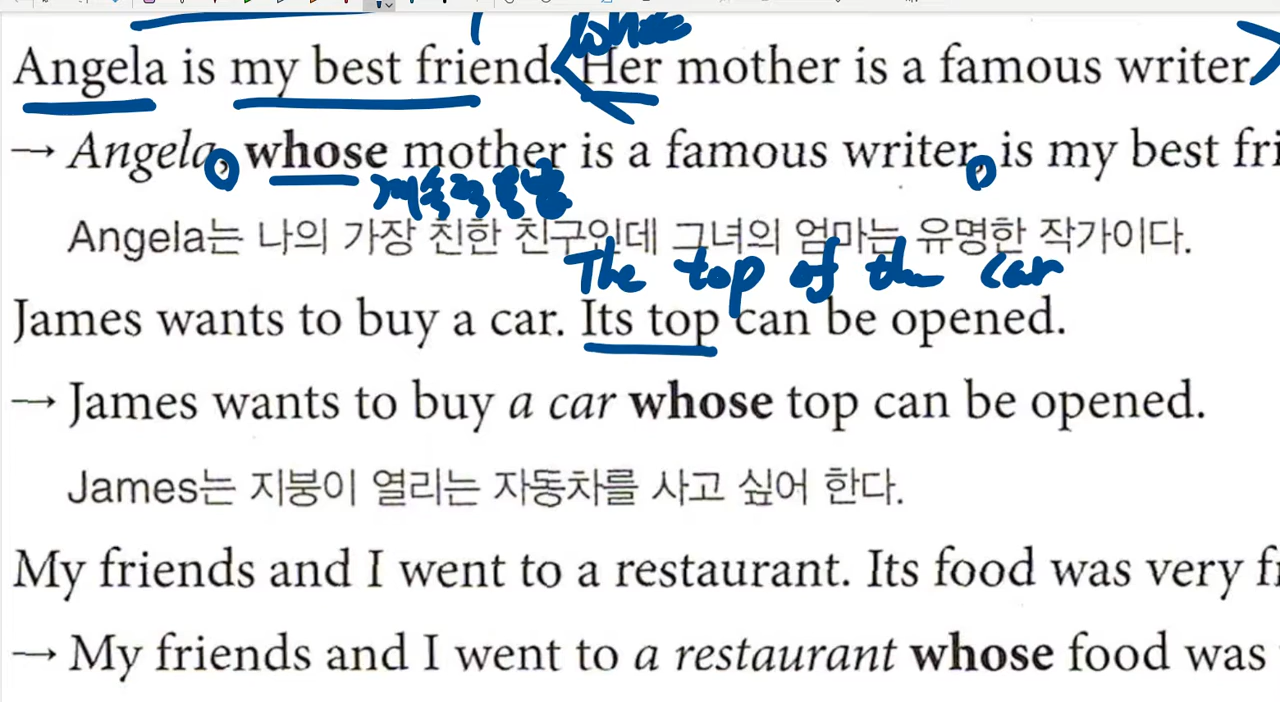 whose
Angela is my best friend. Her mother is a famous writer.
→ Angela, whose mother is a famous writer, is my best fri
계속적 용법
Angela는 나의 가장 친한 친구인데 그녀의 엄마는 유명한 작가이다.
The top of the car
James wants to buy a car. Its top can be opened.
→ James wants to buy a car whose top can be opened.
James는 지붕이 열리는 자동차를 사고 싶어 한다.
My friends and I went to a restaurant. Its food was very f
→ My friends and I went to a restaurant whose food was